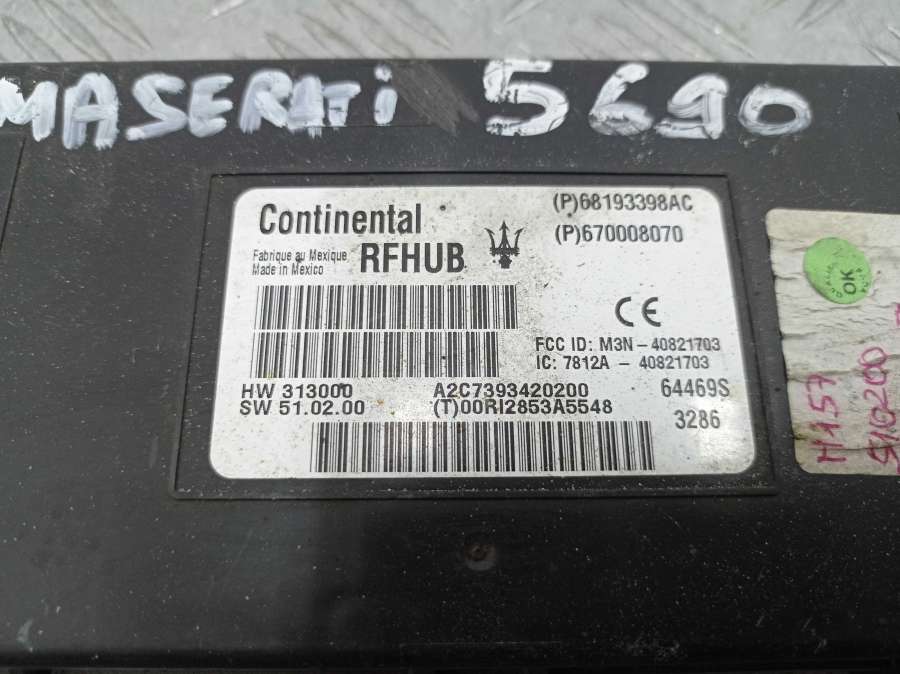 MASERATi 5690
Continental
Fabrique au Mexique
Made in Mexico
RFHUB
(P)68193398AC
(P)670008070
CE
FCC ID: M3N - 40821703
IC: 7812A - 40821703
HW 313000
A2C7393420200
64469S
SW 51.02.00
(T)00RI2853A5548
3286
OK
M157